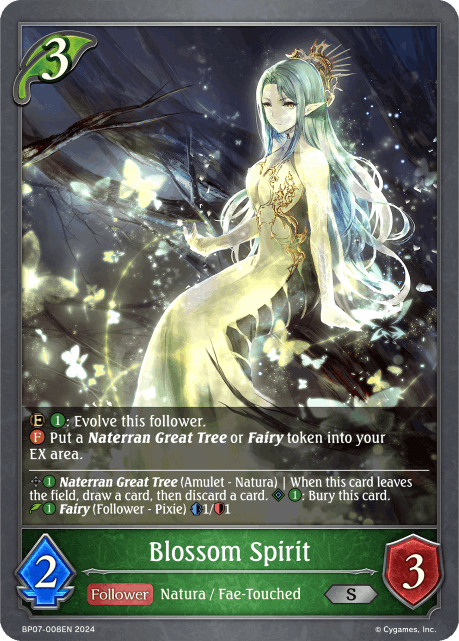 3
E 1: Evolve this follower.
F Put a Naterran Great Tree or Fairy token into your
EX area.
1 Naterran Great Tree (Amulet - Natura) | When this card leaves
the field, draw a card, then discard a card. 1: Bury this card.
1 Fairy (Follower - Pixie) 1/1
Blossom Spirit
2
Follower Natura / Fae-Touched S
3
BP07-008EN 2024 © Cygames, Inc.